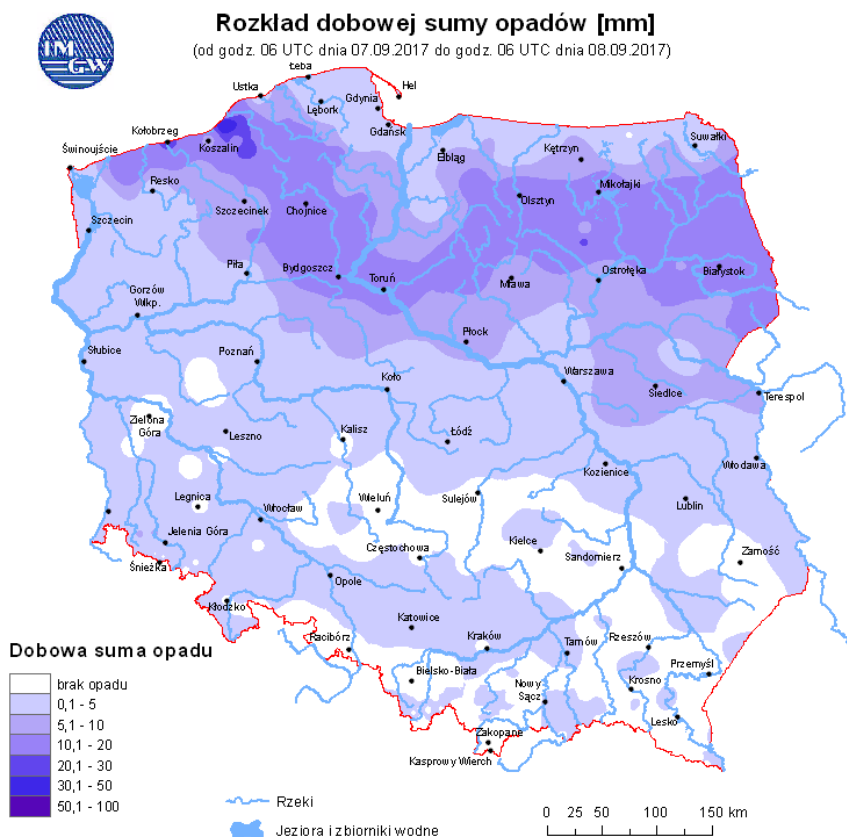 IM
GW
Rozkład dobowej sumy opadów [mm]
(od godz. 06 UTC dnia 07.09.2017 do godz. 06 UTC dnia 08.09.2017)
Łeba
Hel
Ustka
Gdynia
Lębork
Gdańsk
Kołobrzeg
Koszalin
Suwałki
Świnoujście
Elbląg
Kętrzyn
Resko
Mikołajki
Szczecinek
Chojnice
Olsztyn
Szczecin
Piła
Bydgoszcz
Toruń
Mława
Ostrołęka
Białystok
Gorzów
Wlkp.
Płock
Słubice
Poznań
Koło
Warszawa
Siedlce
Terespol
Zielona
Góra
Leszno
Kalisz
Łódź
Kozienice
Włodawa
Legnica
Wrocław
Wieluń
Sulejów
Lublin
Jelenia Góra
Częstochowa
Kielce
Sandomierz
Zamość
Śnieżka
Opole
Kłodzko
Katowice
Kraków
Tarnów
Rzeszów
Racibórz
Przemyśl
Bielsko-Biała
Nowy
Sącz
Krosno
Lesko
Zakopane
Kasprowy Wierch
Dobowa suma opadu
brak opadu
0,1 - 5
5,1 - 10
10,1 - 20
20,1 - 30
30,1 - 50
50,1 - 100
Rzeki
Jeziora i zbiorniki wodne
0 25 50 100 150 km